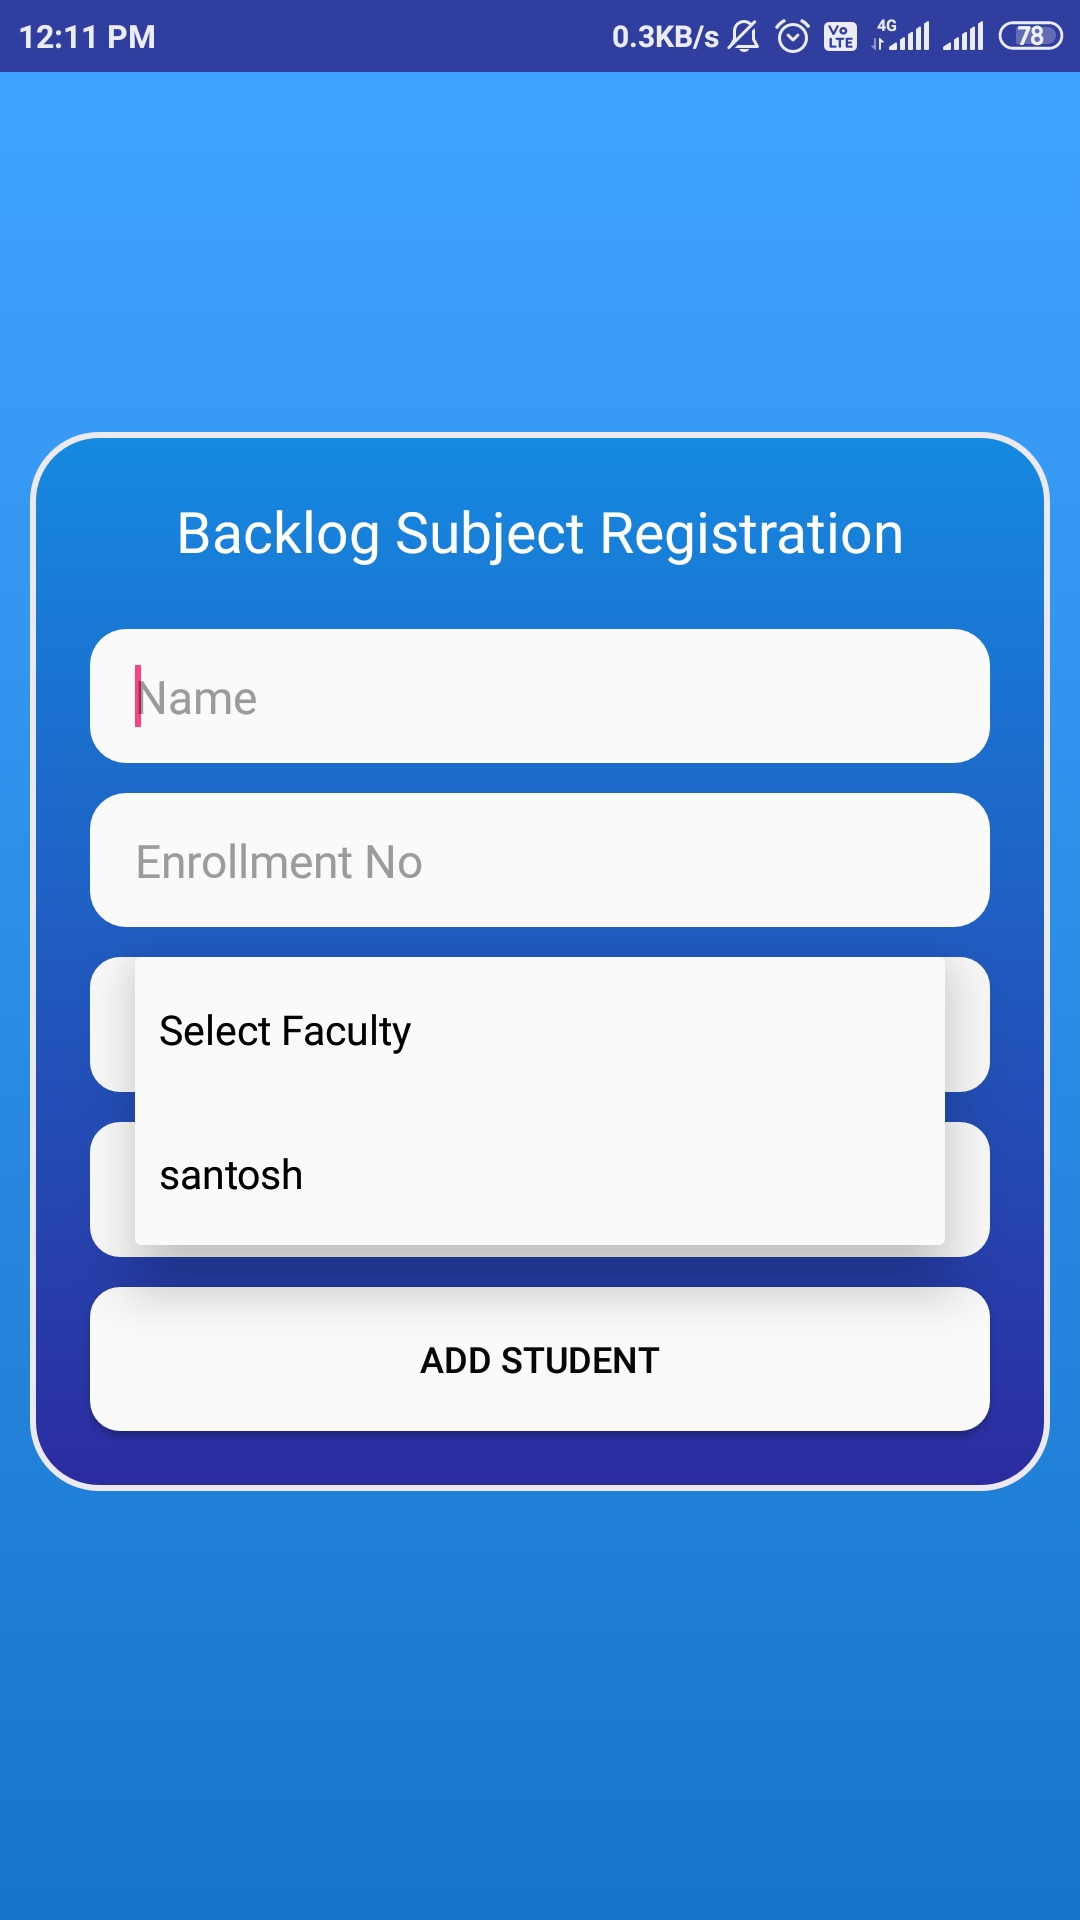 12:11 PM 0.3KB/s Vo LTE 4G 78
Backlog Subject Registration
Name
Enrollment No
Select Faculty
santosh
ADD STUDENT